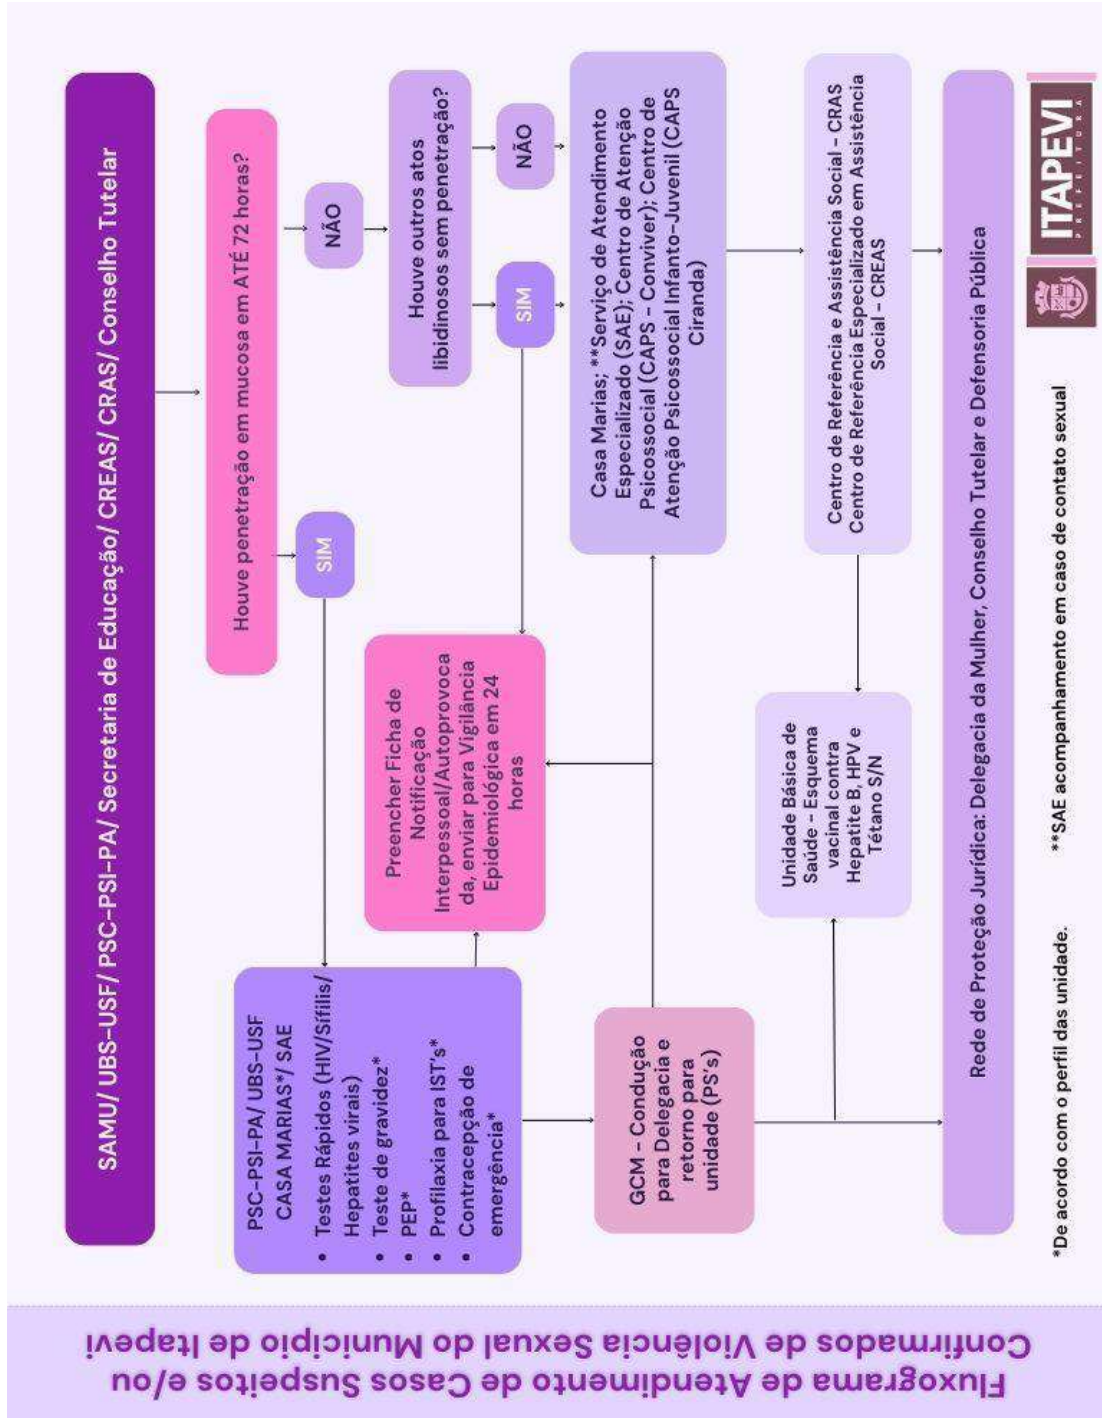 Fluxograma de Atendimento de Casos Suspeitos e/ou
Confirmados de Violência Sexual do Município de Itapevi
SAMU/ UBS-USF/ PSC-PSI-PA/ Secretaria de Educação/ CREAS/ CRAS/ Conselho Tutelar
Houve penetração em mucosa em ATÉ 72 horas?
SIM
NÃO
PSC-PSI-PA/ UBS-USF
CASA MARIAS*/ SAE
• Testes Rápidos (HIV/Sífilis/
Hepatites virais)
• Teste de gravidez*
• PEP*
• Profilaxia para IST's*
• Contracepção de
emergência*
Preencher Ficha de
Notificação
Interpessoal/Autoprovoca
da, enviar para Vigilância
Epidemiológica em 24
horas
Houve outros atos
libidinosos sem penetração?
SIM
NÃO
GCM - Condução
para Delegacia e
retorno para
unidade (PS's)
Casa Marias; **Serviço de Atendimento
Especializado (SAE); Centro de Atenção
Psicossocial (CAPS - Conviver); Centro de
Atenção Psicossocial Infanto-Juvenil (CAPS
Ciranda)
Unidade Básica de
Saúde - Esquema
vacinal contra
Hepatite B, HPV e
Tétano S/N
Centro de Referência e Assistência Social - CRAS
Centro de Referência Especializado em Assistência
Social - CREAS
Rede de Proteção Jurídica: Delegacia da Mulher, Conselho Tutelar e Defensoria Pública
*De acordo com o perfil das unidade.
**SAE acompanhamento em caso de contato sexual
ITAPEVI
PREFEITURA